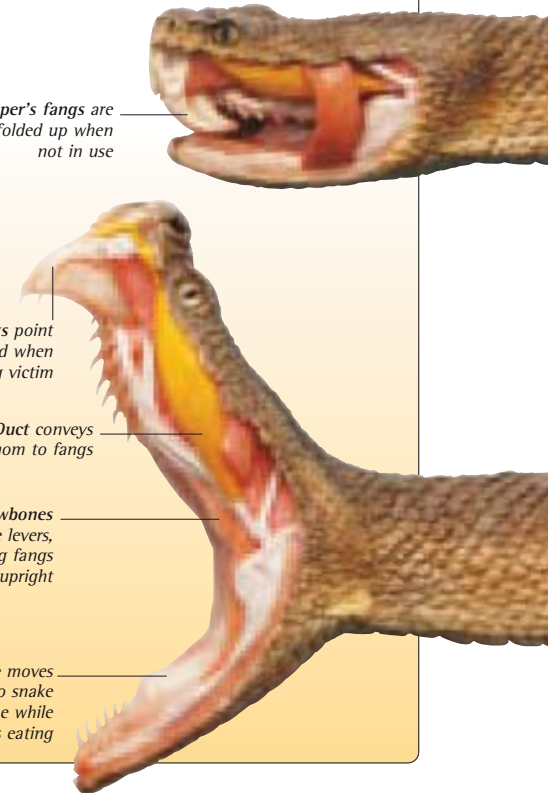 per's fangs are
folded up when
not in use
s point
d when
g victim
Duct conveys
om to fangs
wbones
e levers,
g fangs
upright
e moves
o snake
e while
s eating